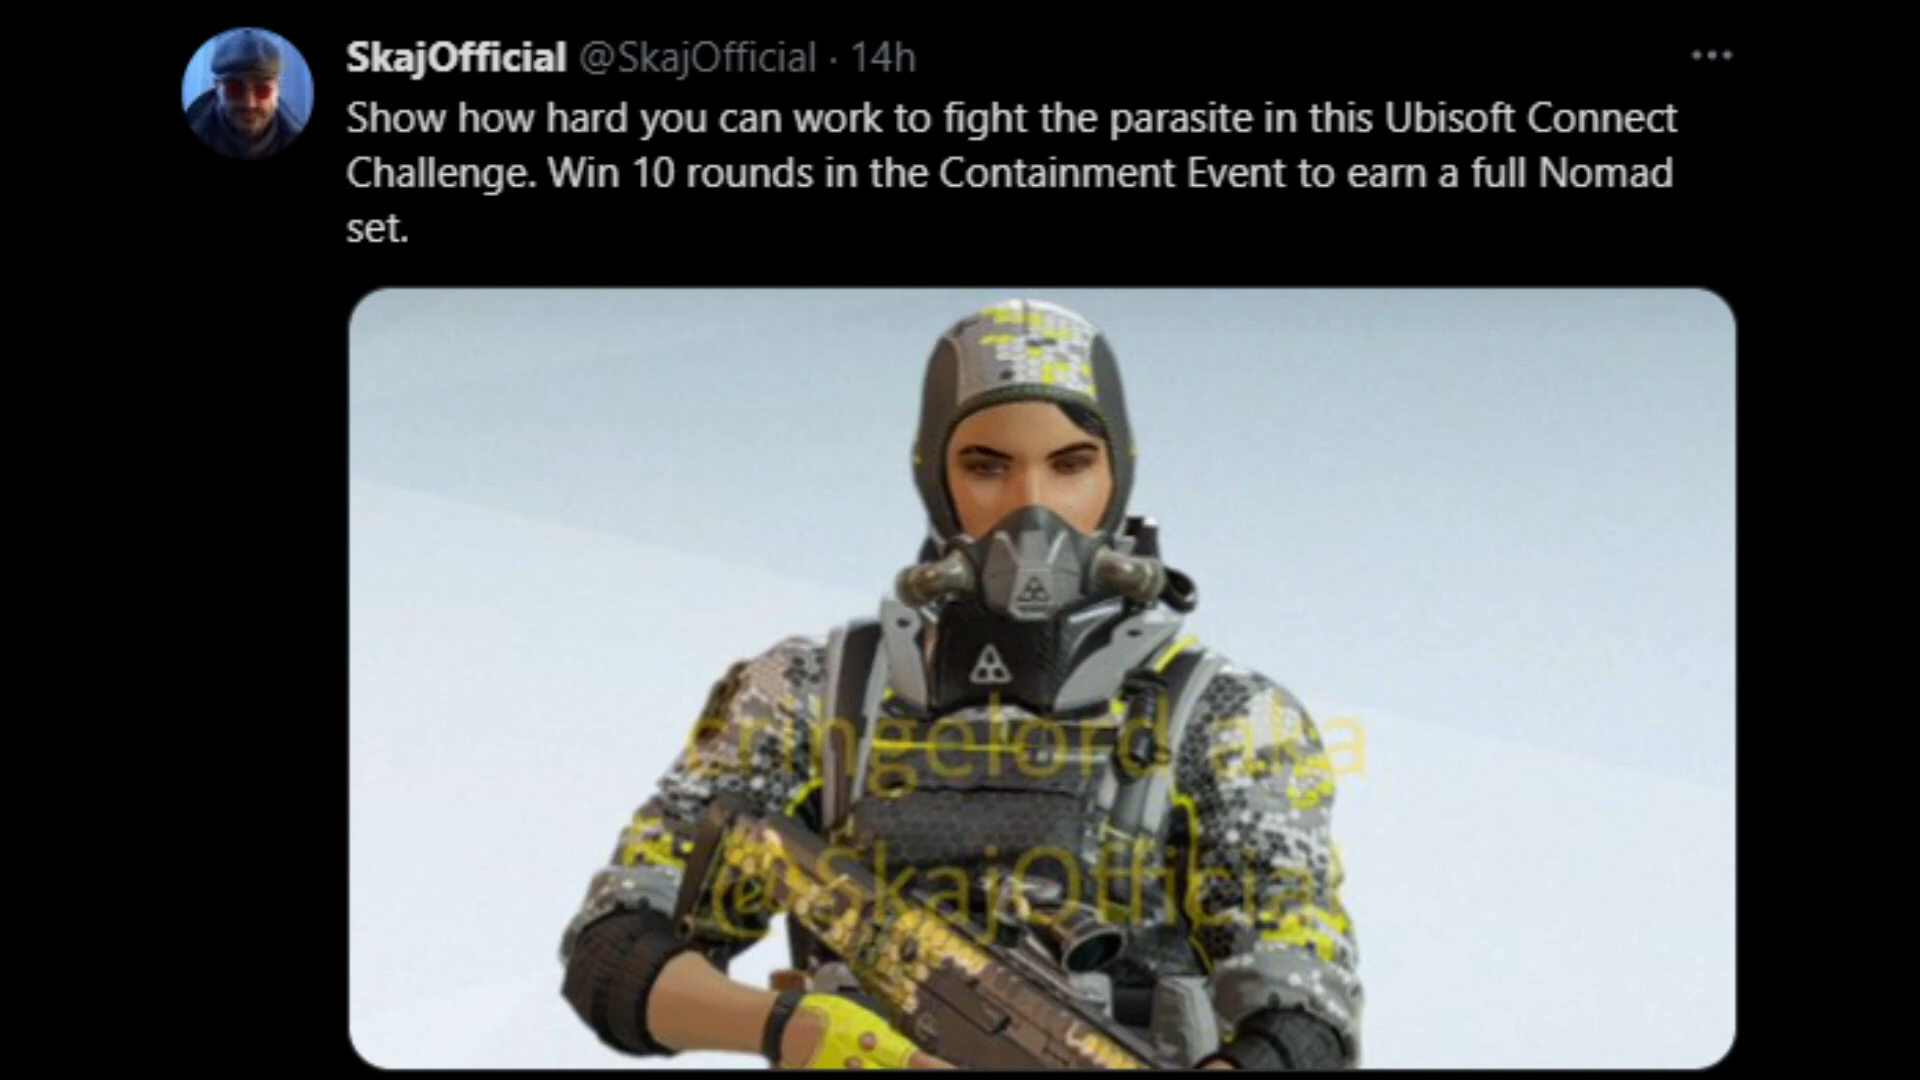 SkajOfficial @SkajOfficial · 14h
Show how hard you can work to fight the parasite in this Ubisoft Connect
Challenge. Win 10 rounds in the Containment Event to earn a full Nomad
set.
cringelord aka
@SkajOfficial